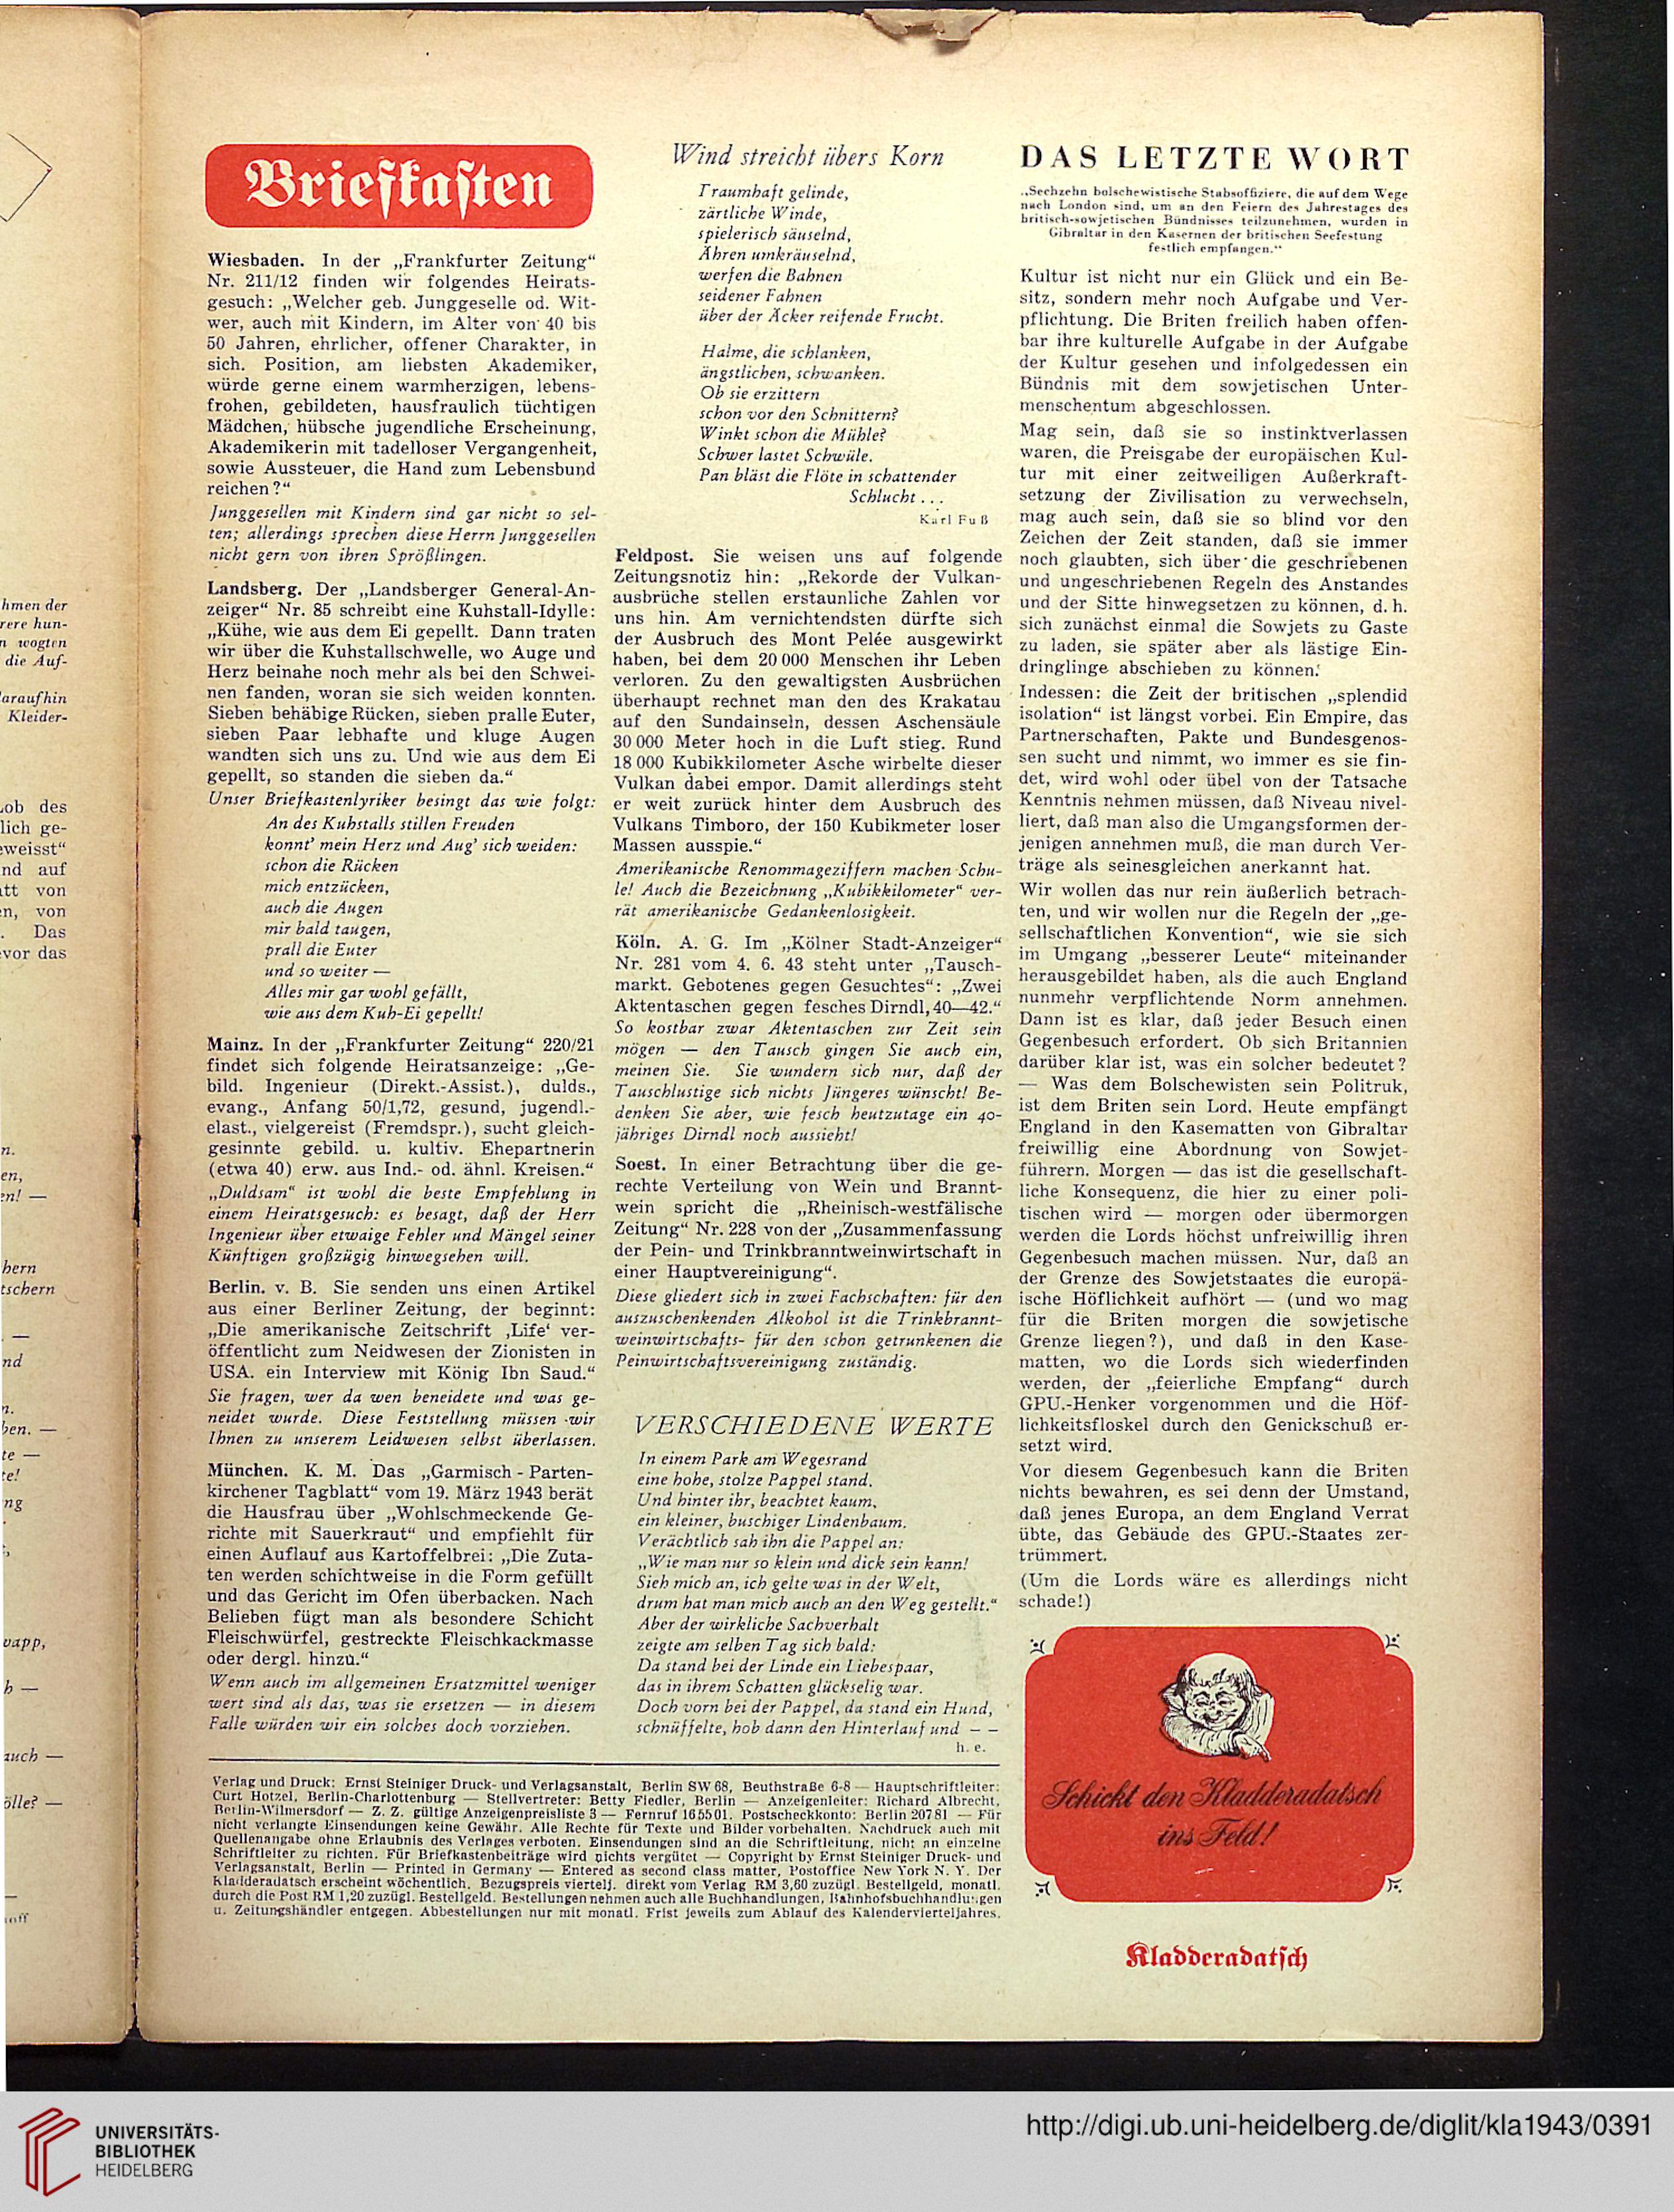 hmen der
rere hun-
n wogten
die Auf-
daraufhin
Kleider-
Lob des
lich ge-
eweisst“
nd auf
att von
en, von
. Das
vor das
n.
en,
en! —
hern
tschern
—
nd
n.
ben. —
te —
te!
ng
vapp,
h —
auch —
ölle? —
—
Briefkasten
Wiesbaden. In der „Frankfurter Zeitung“
Nr. 211/12 finden wir folgendes Heirats-
gesuch: „Welcher geb. Junggeselle od. Wit-
wer, auch mit Kindern, im Alter von 40 bis
50 Jahren, ehrlicher, offener Charakter, in
sich. Position, am liebsten Akademiker,
würde gerne einem warmherzigen, lebens-
frohen, gebildeten, hausfraulich tüchtigen
Mädchen, hübsche jugendliche Erscheinung,
Akademikerin mit tadelloser Vergangenheit,
sowie Aussteuer, die Hand zum Lebensbund
reichen?“
Junggesellen mit Kindern sind gar nicht so sel-
ten; allerdings sprechen diese Herrn Junggesellen
nicht gern von ihren Sprößlingen.
Landsberg. Der „Landsberger General-An-
zeiger“ Nr. 85 schreibt eine Kuhstall-Idylle:
„Kühe, wie aus dem Ei gepellt. Dann traten
wir über die Kuhstallschwelle, wo Auge und
Herz beinahe noch mehr als bei den Schwei-
nen fanden, woran sie sich weiden konnten.
Sieben behäbige Rücken, sieben pralle Euter,
sieben Paar lebhafte und kluge Augen
wandten sich uns zu. Und wie aus dem Ei
gepellt, so standen die sieben da.“
Unser Briefkastenlyriker besingt das wie folgt:
An des Kuhstalls stillen Freuden
konnt' mein Herz und Aug' sich weiden:
schon die Rücken
mich entzücken,
auch die Augen
mir bald taugen,
prall die Euter
und so weiter —
Alles mir gar wohl gefällt,
wie aus dem Kuh-Ei gepellt!
Mainz. In der „Frankfurter Zeitung“ 220/21
findet sich folgende Heiratsanzeige: „Ge-
bild. Ingenieur (Direkt.-Assist.), dulds.,
evang., Anfang 50/1,72, gesund, jugendl.-
elast., vielgereist (Fremdspr.), sucht gleich-
gesinnte gebild. u. kultiv. Ehepartnerin
(etwa 40) erw. aus Ind.- od. ähnl. Kreisen.“
„Duldsam“ ist wohl die beste Empfehlung in
einem Heiratsgesuch: es besagt, daß der Herr
Ingenieur über etwaige Fehler und Mängel seiner
Künftigen großzügig hinwegsehen will.
Berlin. v. B. Sie senden uns einen Artikel
aus einer Berliner Zeitung, der beginnt:
„Die amerikanische Zeitschrift ‚Life‘ ver-
öffentlicht zum Neidwesen der Zionisten in
USA. ein Interview mit König Ibn Saud.“
Sie fragen, wer da wen beneidete und was ge-
neidet wurde. Diese Feststellung müssen wir
Ihnen zu unserem Leidwesen selbst überlassen.
München. K. M. Das „Garmisch-Parten-
kirchener Tagblatt“ vom 19. März 1943 berät
die Hausfrau über „Wohlschmeckende Ge-
richte mit Sauerkraut“ und empfiehlt für
einen Auflauf aus Kartoffelbrei: „Die Zuta-
ten werden schichtweise in die Form gefüllt
und das Gericht im Ofen überbacken. Nach
Belieben fügt man als besondere Schicht
Fleischwürfel, gestreckte Fleischkackmasse
oder dergl. hinzu.“
Wenn auch im allgemeinen Ersatzmittel weniger
wert sind als das, was sie ersetzen — in diesem
Falle würden wir ein solches doch vorziehen.
Wind streicht übers Korn
Traumhaft gelinde,
zärtliche Winde,
spielerisch säuselnd,
Ähren umkräuselnd,
werfen die Bahnen
seidener Fahnen
über der Äcker reifende Frucht.
Halme, die schlanken,
ängstlichen, schwanken.
Ob sie erzittern
schon vor den Schnittern?
Winkt schon die Mühle?
Schwer lastet Schwüle.
Pan bläst die Flöte in schattender
Schlucht . . .
Karl Fuß
Feldpost. Sie weisen uns auf folgende
Zeitungsnotiz hin: „Rekorde der Vulkan-
ausbrüche stellen erstaunliche Zahlen vor
uns hin. Am vernichtendsten dürfte sich
der Ausbruch des Mont Pelée ausgewirkt
haben, bei dem 20 000 Menschen ihr Leben
verloren. Zu den gewaltigsten Ausbrüchen
überhaupt rechnet man den des Krakatau
auf den Sundainseln, dessen Aschensäule
30 000 Meter hoch in die Luft stieg. Rund
18 000 Kubikkilometer Asche wirbelte dieser
Vulkan dabei empor. Damit allerdings steht
er weit zurück hinter dem Ausbruch des
Vulkans Timboro, der 150 Kubikmeter loser
Massen ausspie.“
Amerikanische Renommageziffern machen Schu-
le! Auch die Bezeichnung „Kubikkilometer“ ver-
rät amerikanische Gedankenlosigkeit.
Köln. A. G. Im „Kölner Stadt-Anzeiger“
Nr. 281 vom 4. 6. 43 steht unter „Tausch-
markt. Gebotenes gegen Gesuchtes“: „Zwei
Aktentaschen gegen fesches Dirndl, 40—42.“
So kostbar zwar Aktentaschen zur Zeit sein
mögen — den Tausch gingen Sie auch ein,
meinen Sie. Sie wundern sich nur, daß der
Tauschlustige sich nichts Jüngeres wünscht! Be-
denken Sie aber, wie fesch heutzutage ein 40-
jähriges Dirndl noch aussieht!
Soest. In einer Betrachtung über die ge-
rechte Verteilung von Wein und Brannt-
wein spricht die „Rheinisch-westfälische
Zeitung“ Nr. 228 von der „Zusammenfassung
der Pein- und Trinkbranntweinwirtschaft in
einer Hauptvereinigung“.
Diese gliedert sich in zwei Fachschaften: für den
auszuschenkenden Alkohol ist die Trinkbrannt-
weinwirtschafts- für den schon getrunkenen die
Peinwirtschaftsvereinigung zuständig.
VERSCHIEDENE WERTE
In einem Park am Wegesrand
eine hohe, stolze Pappel stand.
Und hinter ihr, beachtet kaum,
ein kleiner, buschiger Lindenbaum.
Verächtlich sah ihn die Pappel an:
„Wie man nur so klein und dick sein kann!
Sieh mich an, ich gelte was in der Welt,
drum hat man mich auch an den Weg gestellt.“
Aber der wirkliche Sachverhalt
zeigte am selben Tag sich bald:
Da stand bei der Linde ein Liebespaar,
das in ihrem Schatten glückselig war.
Doch vorn bei der Pappel, da stand ein Hund,
schnüffelte, hob dann den Hinterlauf und – –
h. e.
DAS LETZTE WORT
„Sechzehn bolschewistische Stabsoffiziere, die auf dem Wege
nach London sind, um an den Feiern des Jahrestages des
britisch-sowjetischen Bündnisses teilzunehmen, wurden in
Gibraltar in den Kasernen der britischen Seefestung
festlich empfangen.“
Kultur ist nicht nur ein Glück und ein Be-
sitz, sondern mehr noch Aufgabe und Ver-
pflichtung. Die Briten freilich haben offen-
bar ihre kulturelle Aufgabe in der Aufgabe
der Kultur gesehen und infolgedessen ein
Bündnis mit dem sowjetischen Unter-
menschentum abgeschlossen.
Mag sein, daß sie so instinktverlassen
waren, die Preisgabe der europäischen Kul-
tur mit einer zeitweiligen Außerkraft-
setzung der Zivilisation zu verwechseln,
mag auch sein, daß sie so blind vor den
Zeichen der Zeit standen, daß sie immer
noch glaubten, sich über die geschriebenen
und ungeschriebenen Regeln des Anstandes
und der Sitte hinwegsetzen zu können, d. h.
sich zunächst einmal die Sowjets zu Gaste
zu laden, sie später aber als lästige Ein-
dringlinge abschieben zu können.
Indessen: die Zeit der britischen „splendid
isolation“ ist längst vorbei. Ein Empire, das
Partnerschaften, Pakte und Bundesgenos-
sen sucht und nimmt, wo immer es sie fin-
det, wird wohl oder übel von der Tatsache
Kenntnis nehmen müssen, daß Niveau nivel-
liert, daß man also die Umgangsformen der-
jenigen annehmen muß, die man durch Ver-
träge als seinesgleichen anerkannt hat.
Wir wollen das nur rein äußerlich betrach-
ten, und wir wollen nur die Regeln der „ge-
sellschaftlichen Konvention“, wie sie sich
im Umgang „besserer Leute“ miteinander
herausgebildet haben, als die auch England
nunmehr verpflichtende Norm annehmen.
Dann ist es klar, daß jeder Besuch einen
Gegenbesuch erfordert. Ob sich Britannien
darüber klar ist, was ein solcher bedeutet?
— Was dem Bolschewisten sein Politruk,
ist dem Briten sein Lord. Heute empfängt
England in den Kasematten von Gibraltar
freiwillig eine Abordnung von Sowjet-
führern. Morgen — das ist die gesellschaft-
liche Konsequenz, die hier zu einer poli-
tischen wird — morgen oder übermorgen
werden die Lords höchst unfreiwillig ihren
Gegenbesuch machen müssen. Nur, daß an
der Grenze des Sowjetstaates die europä-
ische Höflichkeit aufhört — (und wo mag
für die Briten morgen die sowjetische
Grenze liegen?), und daß in den Kase-
matten, wo die Lords sich wiederfinden
werden, der „feierliche Empfang“ durch
GPU.-Henker vorgenommen und die Höf-
lichkeitsfloskel durch den Genickschuß er-
setzt wird.
Vor diesem Gegenbesuch kann die Briten
nichts bewahren, es sei denn der Umstand,
daß jenes Europa, an dem England Verrat
übte, das Gebäude des GPU.-Staates zer-
trümmert.
(Um die Lords wäre es allerdings nicht
schade!)
Schickt den Kladderadatsch
ins Feld!
Kladderadatsch
Verlag und Druck: Ernst Steiniger Druck- und Verlagsanstalt, Berlin SW 68, Beuthstraße 6-8 — Hauptschriftleiter:
Curt Hotzel, Berlin-Charlottenburg — Stellvertreter: Betty Fiedler, Berlin — Anzeigenleiter: Richard Albrecht,
Berlin-Wilmersdorf — Z. Z. gültige Anzeigenpreisliste 3 — Fernruf 165501. Postscheckkonto: Berlin 20781 — Für
nicht verlangte Einsendungen keine Gewähr. Alle Rechte für Texte und Bilder vorbehalten. Nachdruck auch mit
Quellenangabe ohne Erlaubnis des Verlages verboten. Einsendungen sind an die Schriftleitung, nicht an einzelne
Schriftleiter zu richten. Für Briefkastenbeiträge wird nichts vergütet — Copyright by Ernst Steiniger Druck- und
Verlagsanstalt, Berlin — Printed in Germany — Entered as second class matter, Postoffice New York N. Y. Der
Kladderadatsch erscheint wöchentlich. Bezugspreis viertelj. direkt vom Verlag RM 3,60 zuzügl. Bestellgeld, monatl.
durch die Post RM 1,20 zuzügl. Bestellgeld. Bestellungen nehmen auch alle Buchhandlungen, Bahnhofsbuchhandlungen
u. Zeitungshändler entgegen. Abbestellungen nur mit monatl. Frist jeweils zum Ablauf des Kalendervierteljahres.
UNIVERSITÄTS-
BIBLIOTHEK
HEIDELBERG
http://digi.ub.uni-heidelberg.de/diglit/kla1943/0391